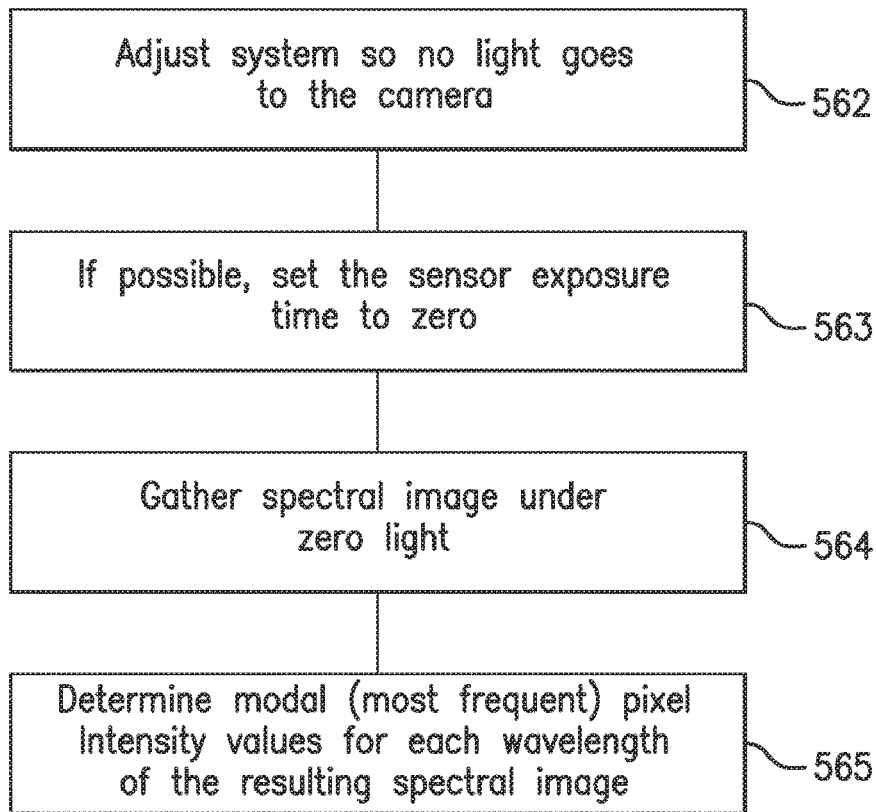 Adjust system so no light goes
to the camera
562
If possible, set the sensor exposure
time to zero
563
Gather spectral image under
zero light
564
Determine modal (most frequent) pixel
Intensity values for each wavelength
of the resulting spectral image
565